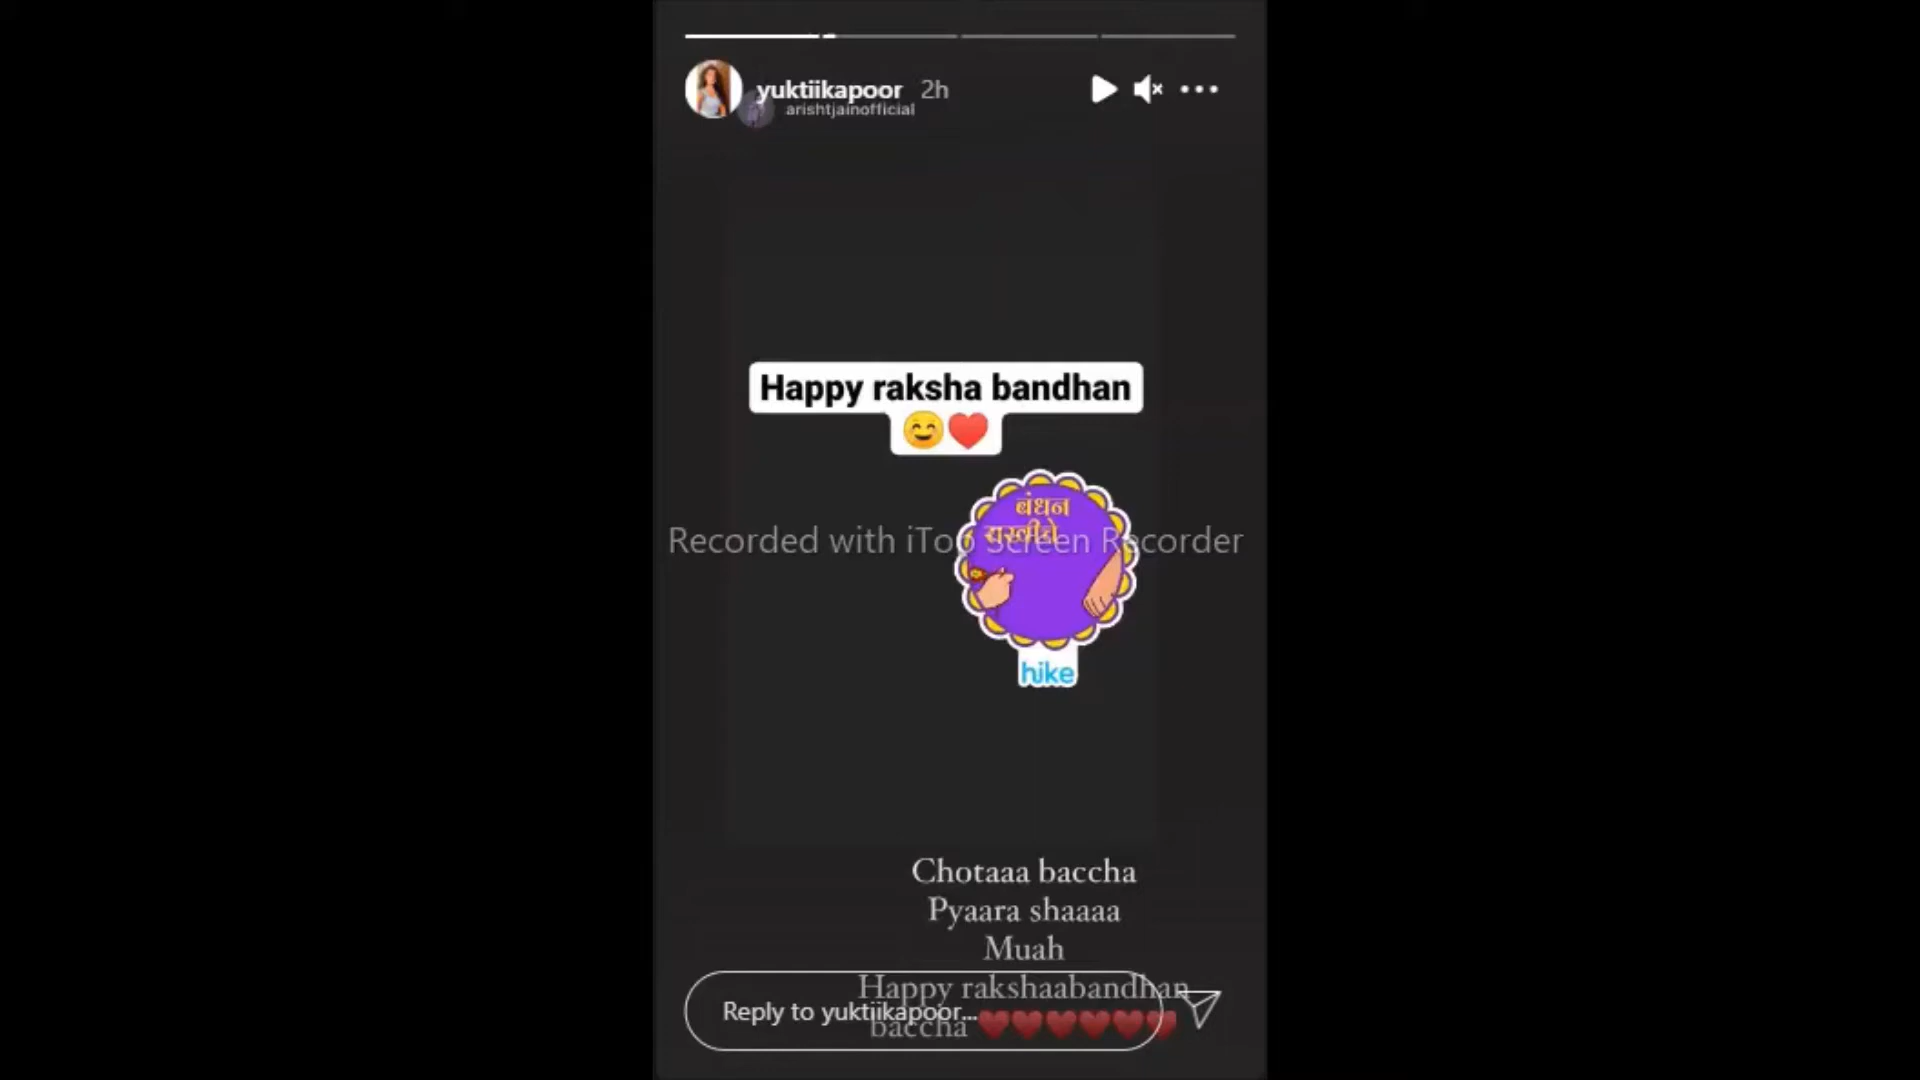 yuktiikapoor 2h
arishtjainofficial
Happy raksha bandhan
😊♥️
बंधन
राखीचे
Recorded with iTop Screen Recorder
hike
Chotaaa baccha
Pyaara shaaaa
Muah
Happy rakshaabandhan
baccha ♥️♥️♥️♥️♥️♥️
Reply to yuktiikapoor...